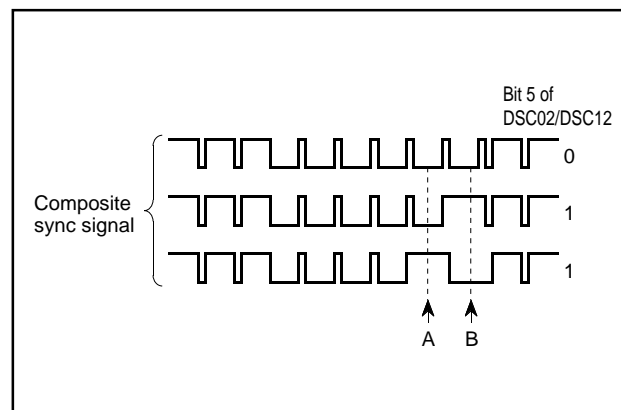 Bit 5 of
DSC02/DSC12
0
Composite
sync signal
1
1
A
B